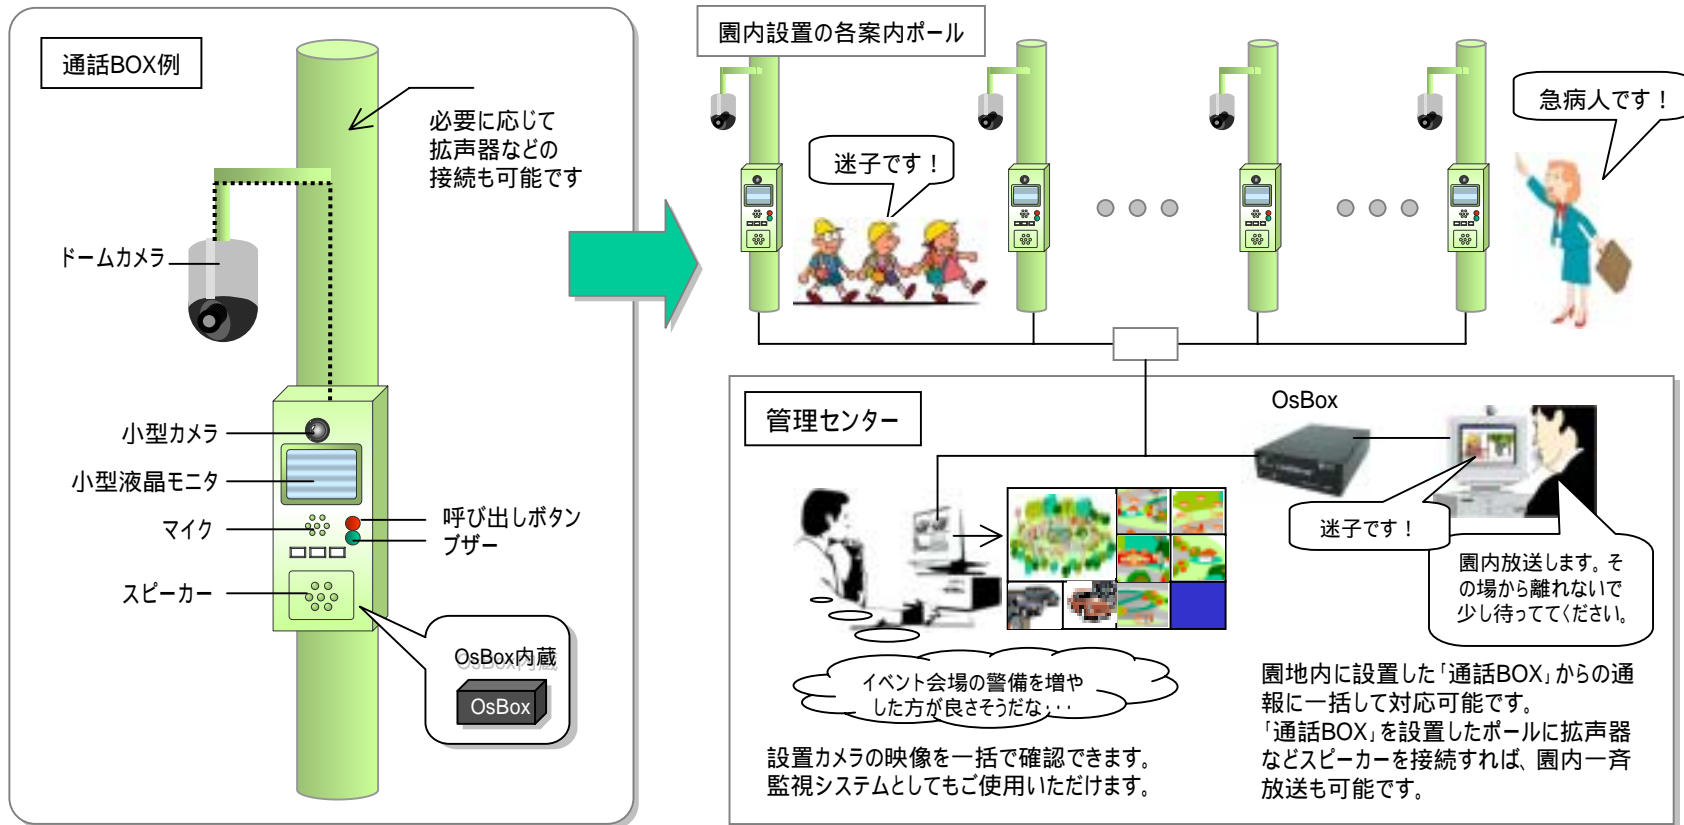 通話BOX例
必要に応じて
拡声器などの
接続も可能です
ドームカメラ
小型カメラ
小型液晶モニタ
マイク
スピーカー
呼び出しボタン
ブザー
OsBox内蔵
OsBox
園内設置の各案内ポール
迷子です！
急病人です！
管理センター
OsBox
迷子です！
園内放送します。そ
の場から離れないで
少し待っててください。
イベント会場の警備を増や
した方が良さそうだな・・・
設置カメラの映像を一括で確認できます。
監視システムとしてもご使用いただけます。
園地内に設置した「通話BOX」からの通
報に一括して対応可能です。
「通話BOX」を設置したポールに拡声器
などスピーカーを接続すれば、園内一斉
放送も可能です。